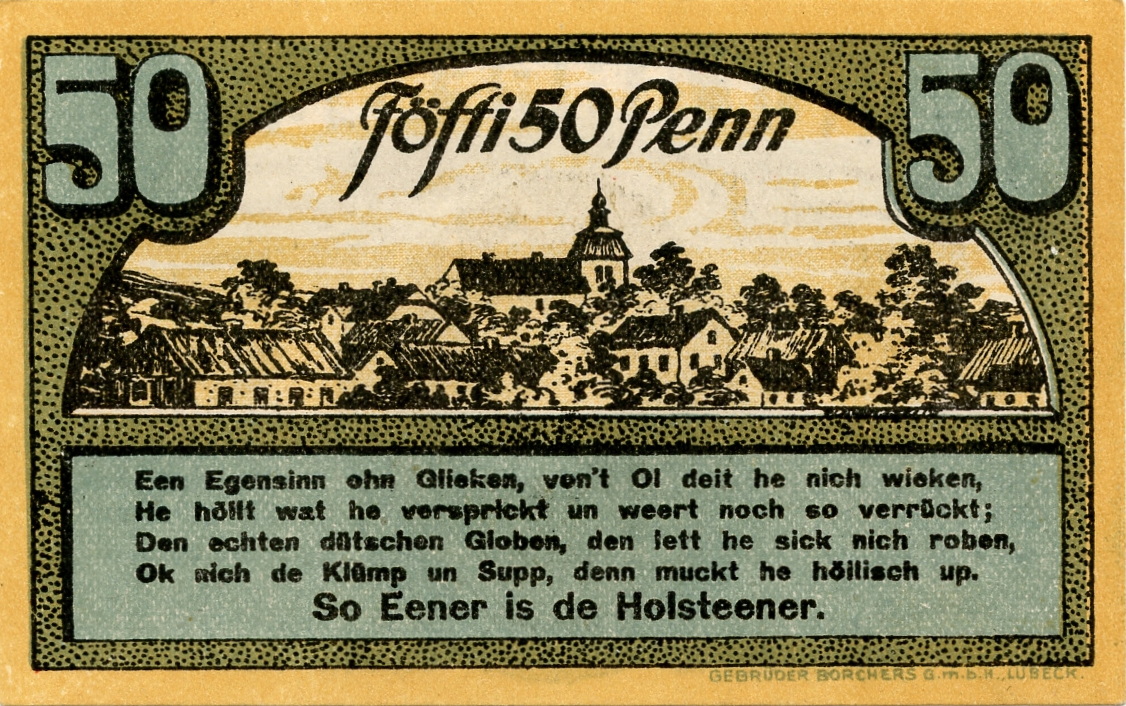 50
Föfti 50 Penn
50
Een Egensinn ohn Glieken, von't Ol deit he nich wieken,
He höllt wat he versprickt un weert noch so verrückt;
Den echten dütschen Globen, den lett he sick nich roben,
Ok nich de Klümp un Supp, denn muckt he höllisch up.
So Eener is de Holsteener.
GEBRÜDER BORCHERS G.m.b.H., LÜBECK.